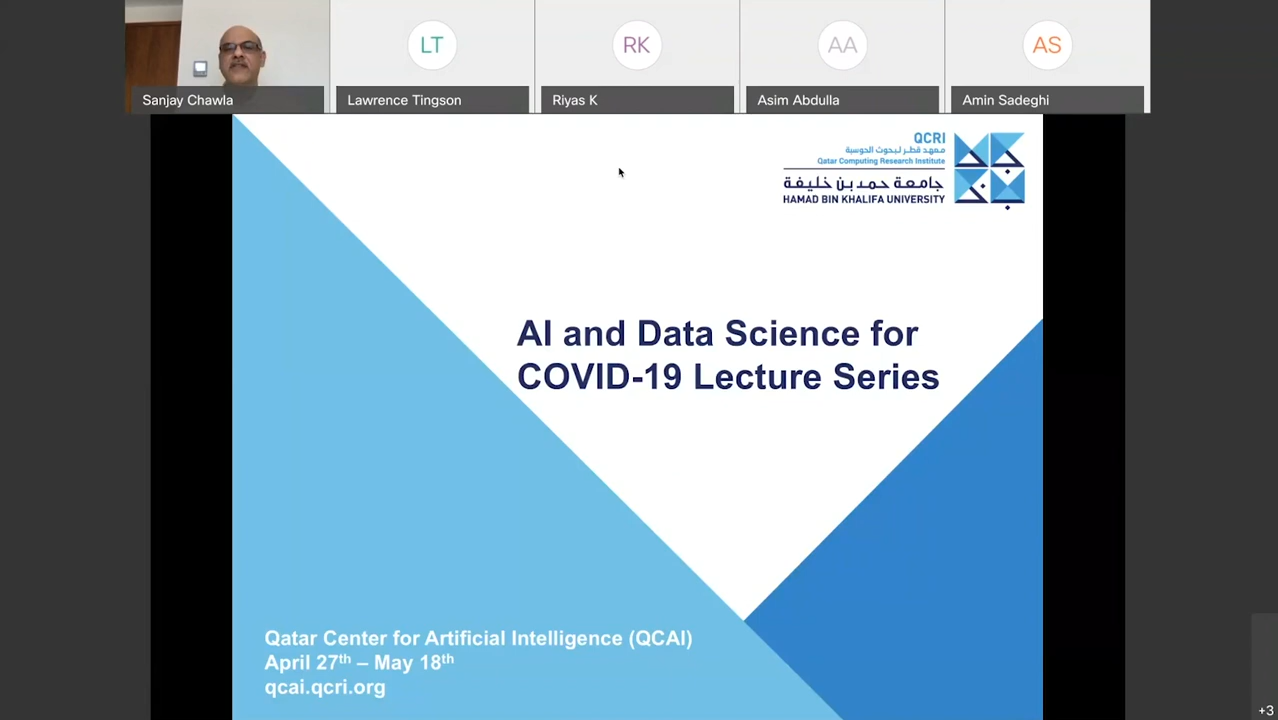 LT
RK
AA
AS
Sanjay Chawla
Lawrence Tingson
Riyas K
Asim Abdulla
Amin Sadeghi
QCRI
معهد قطر لبحوث الحوسبة
Qatar Computing Research Institute
جامعة حمد بن خليفة
HAMAD BIN KHALIFA UNIVERSITY
AI and Data Science for
COVID-19 Lecture Series
Qatar Center for Artificial Intelligence (QCAI)
April 27th – May 18th
qcai.qcri.org
+3